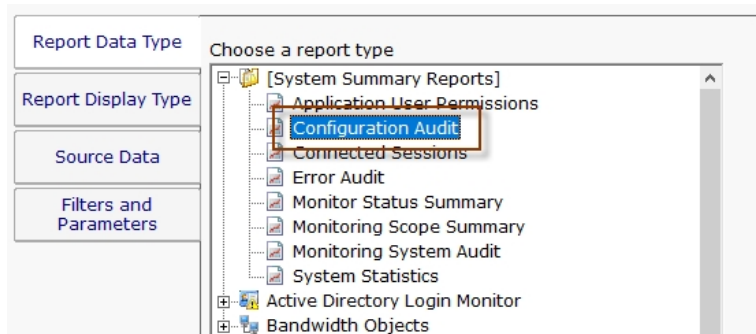 Report Data Type
Choose a report type
Report Display Type
Source Data
Filters and
Parameters
[System Summary Reports]
Application User Permissions
Configuration Audit
Connected Sessions
Error Audit
Monitor Status Summary
Monitoring Scope Summary
Monitoring System Audit
System Statistics
Active Directory Login Monitor
Bandwidth Objects